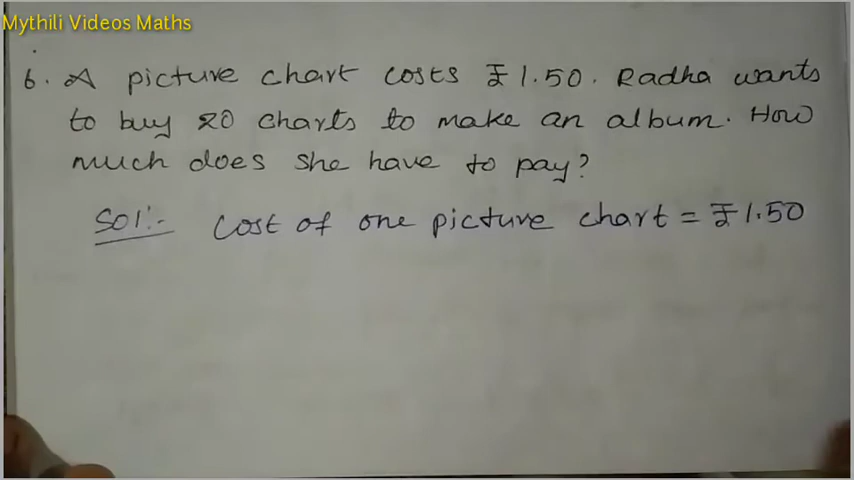 Mythili Videos Maths
6. A picture chart costs ₹1.50. Radha wants
to buy 20 charts to make an album. How
much does she have to pay?
Sol:- Cost of one picture chart = ₹1.50